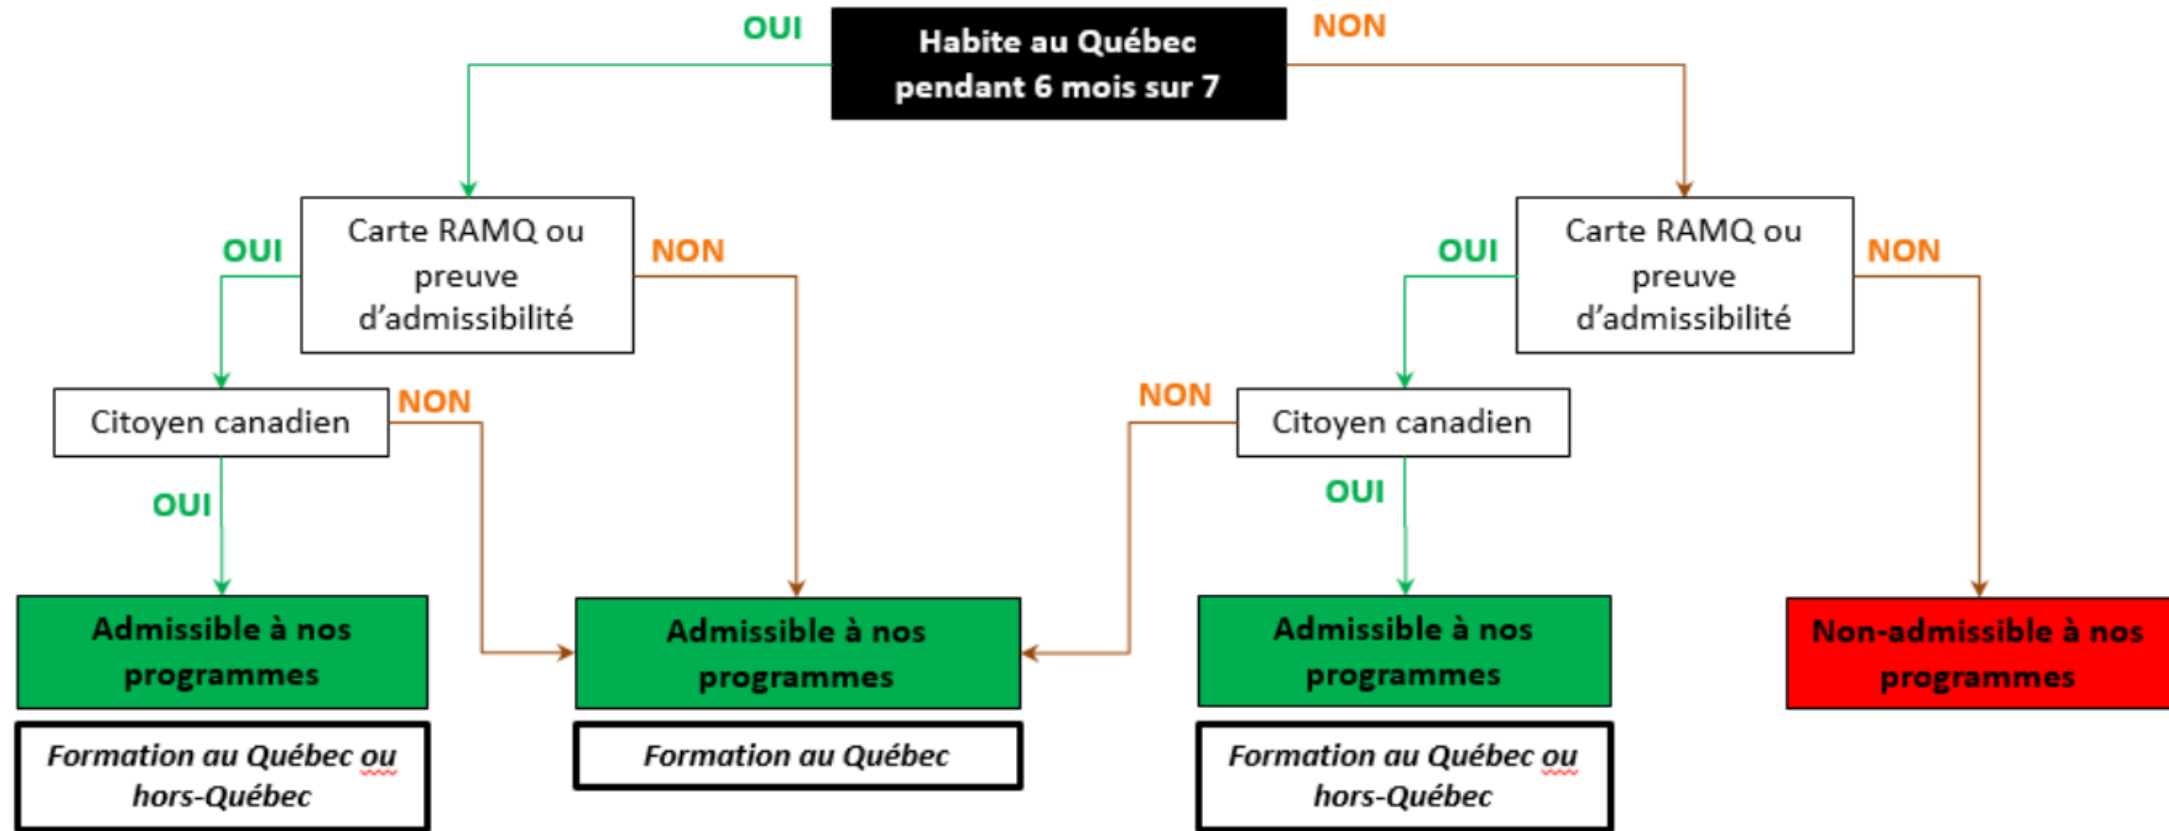 OUI
Habite au Québec
pendant 6 mois sur 7
NON
OUI
Carte RAMQ ou
preuve
d’admissibilité
NON
OUI
Carte RAMQ ou
preuve
d’admissibilité
NON
Citoyen canadien
NON
NON
Citoyen canadien
OUI
OUI
Admissible à nos
programmes
Admissible à nos
programmes
Admissible à nos
programmes
Non-admissible à nos
programmes
Formation au Québec ou
hors-Québec
Formation au Québec
Formation au Québec ou
hors-Québec